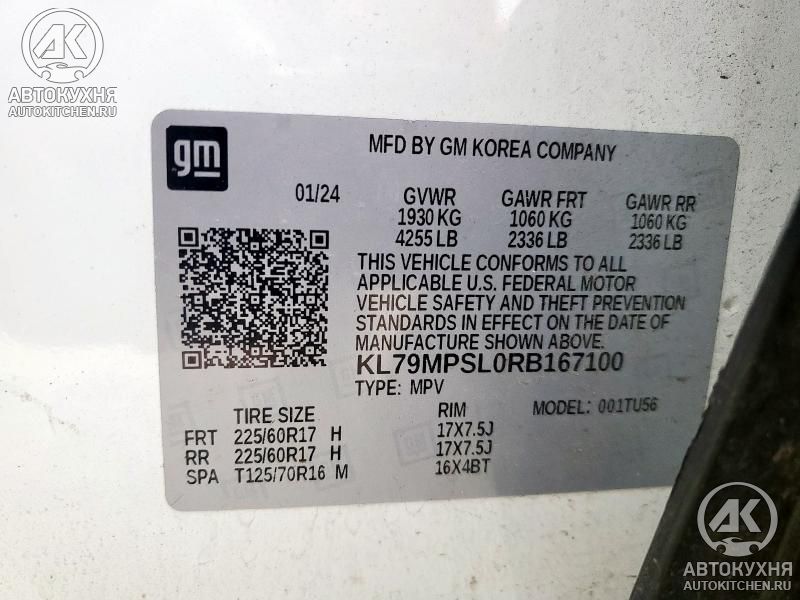 AK
АВТОКУХНЯ
AUTOKITCHEN.RU
gm
MFD BY GM KOREA COMPANY
01/24
GVWR GAWR FRT GAWR RR
1930 KG 1060 KG 1060 KG
4255 LB 2336 LB 2336 LB
THIS VEHICLE CONFORMS TO ALL
APPLICABLE U.S. FEDERAL MOTOR
VEHICLE SAFETY AND THEFT PREVENTION
STANDARDS IN EFFECT ON THE DATE OF
MANUFACTURE SHOWN ABOVE.
KL79MPSL0RB167100
TYPE: MPV
MODEL: 001TU56
TIRE SIZE RIM
FRT 225/60R17 H 17X7.5J
RR 225/60R17 H 17X7.5J
SPA T125/70R16 M 16X4BT
AK
АВТОКУХНЯ
AUTOKITCHEN.RU